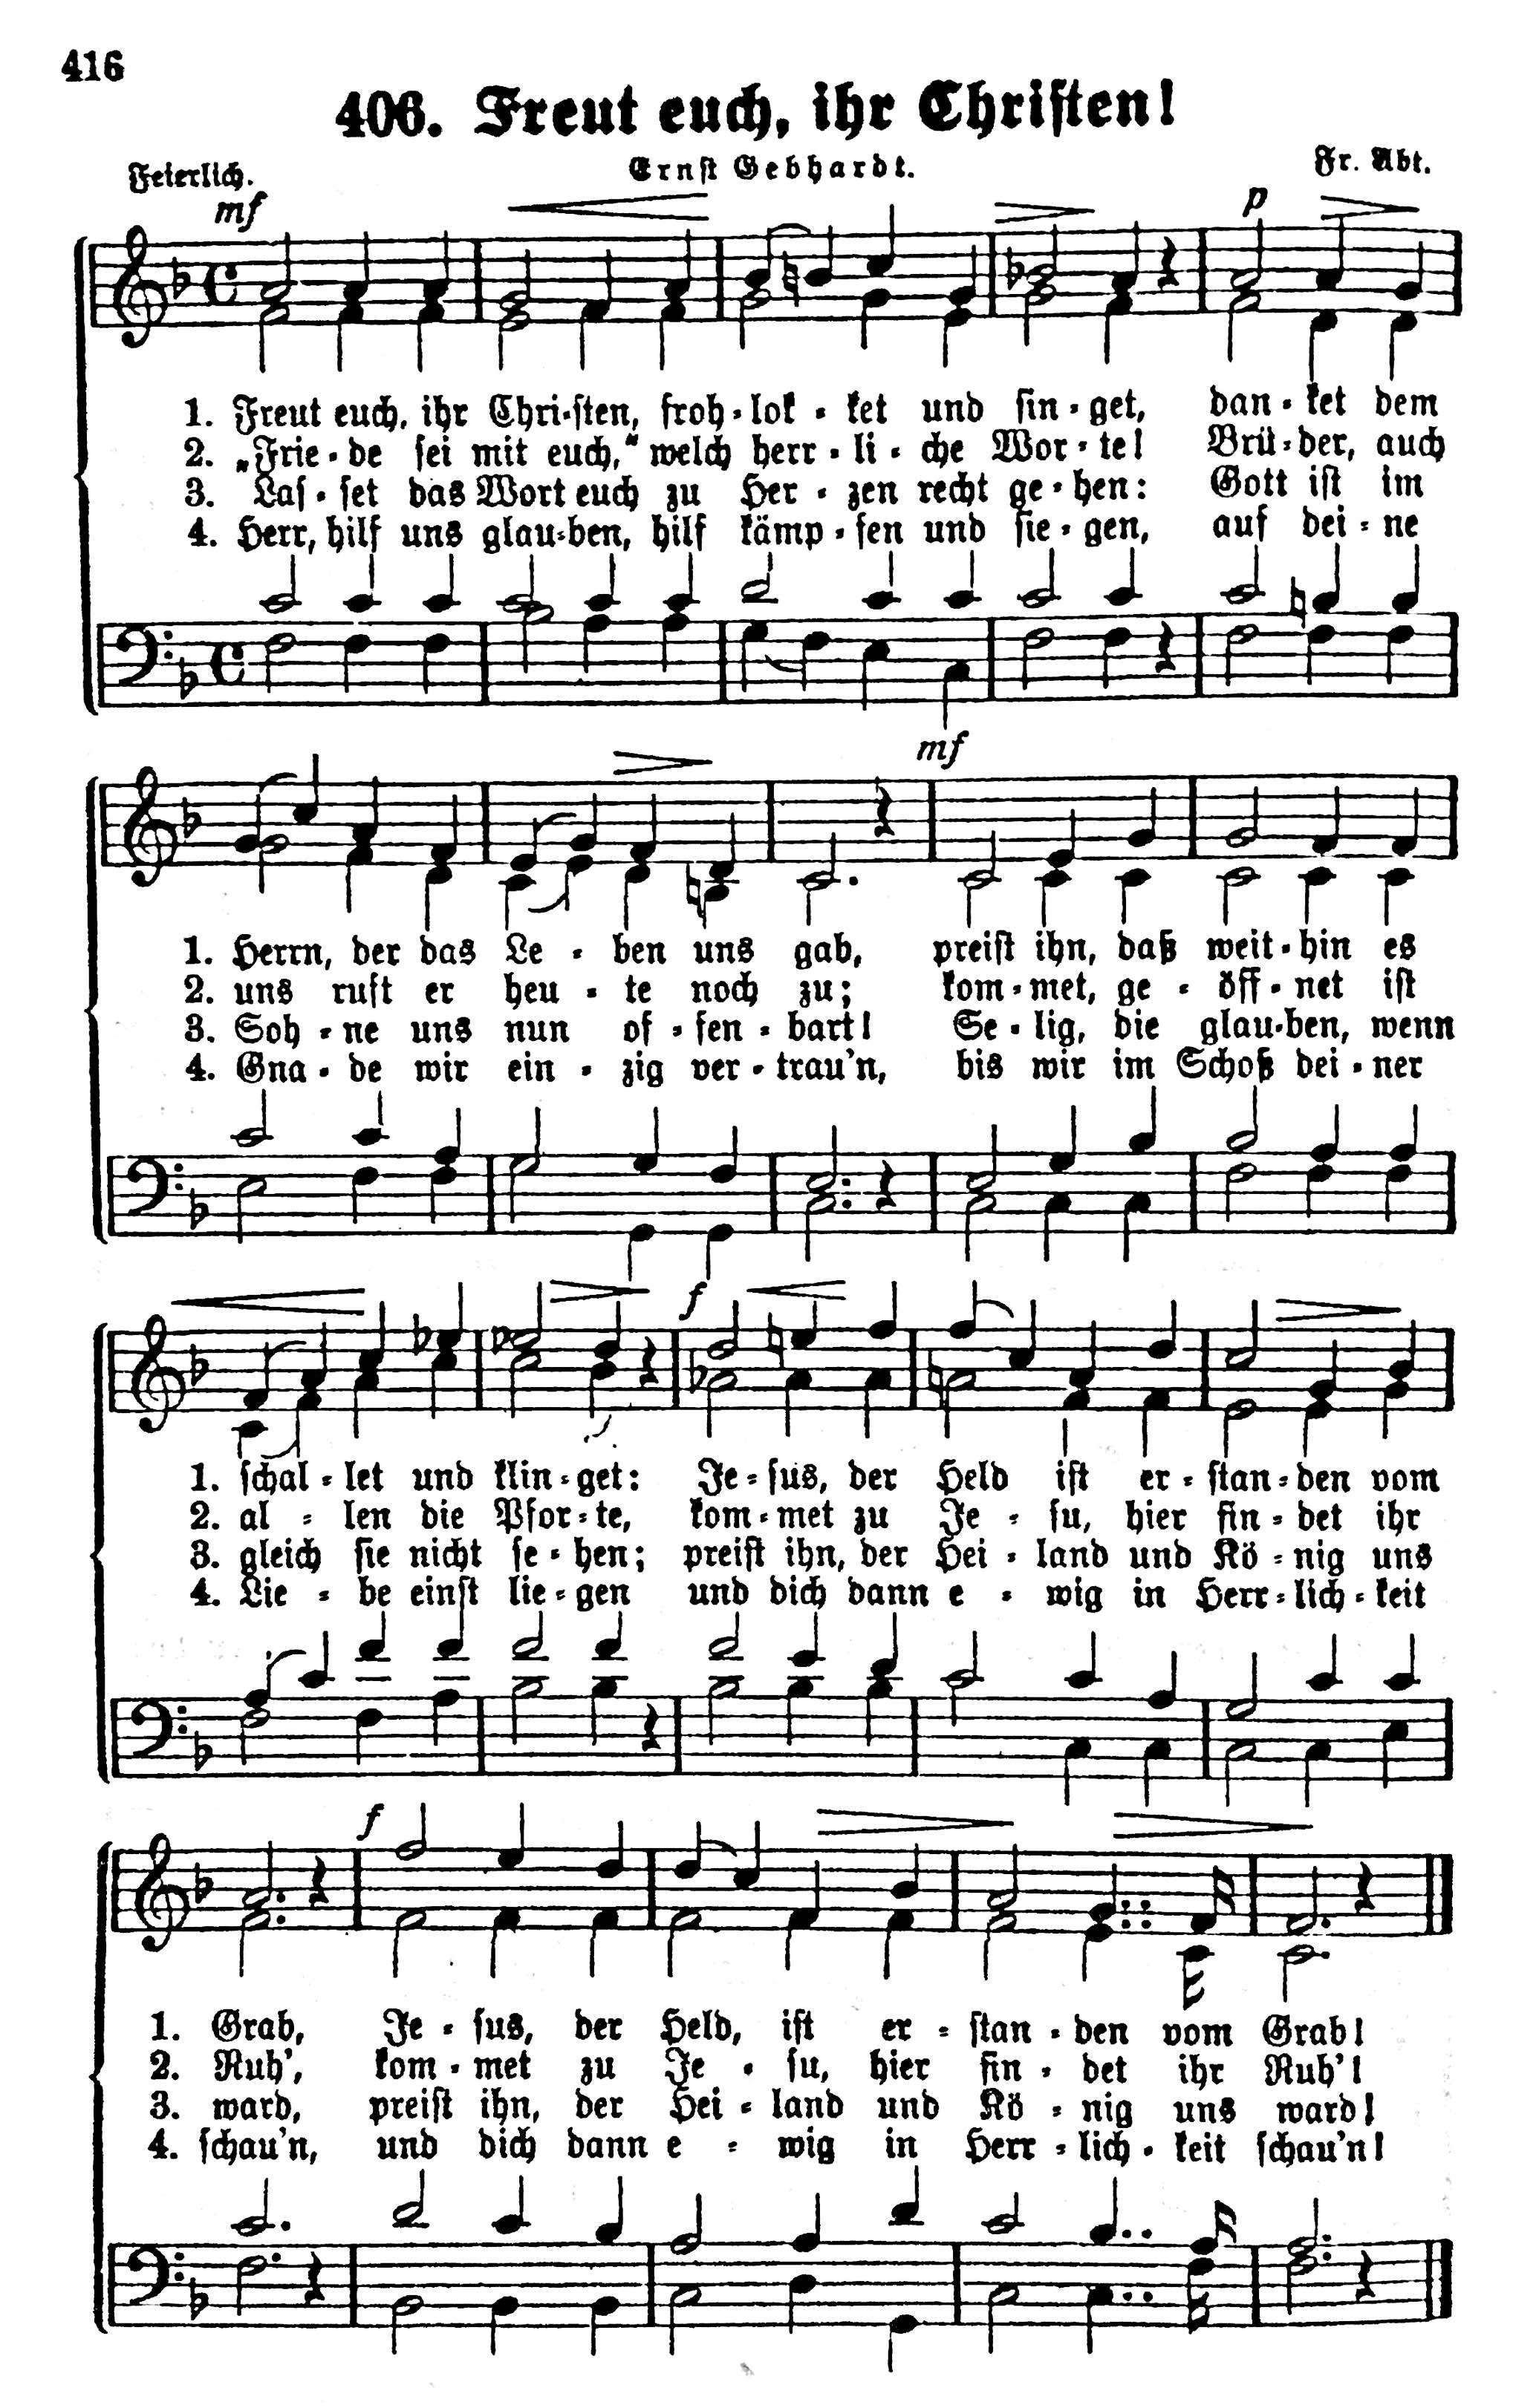 416
406. Freut euch, ihr Christen!
Feierlich.
Ernst Gebhardt.
Fr. Abt.
mf
p
1. Freut euch, ihr Chri-sten, froh-lok-ket und sin-get, dan-ket dem
2. „Frie-de sei mit euch,“ welch herr-li-che Wor-te! Brü-der, auch
3. Las-set das Wort euch zu Her-zen recht ge-hen: Gott ist im
4. Herr, hilf uns glau-ben, hilf kämp-fen und sie-gen, auf dei-ne
mf
1. Herrn, der das Le-ben uns gab, preist ihn, daß weit-hin es
2. uns ruft er heu-te noch zu; kom-met, ge-öff-net ist
3. Soh-ne uns nun of-fen-bart! Se-lig, die glau-ben, wenn
4. Gna-de wir ein-zig ver-trau'n, bis wir im Schoß dei-ner
f
1. schal-let und klin-get: Je-sus, der Held ist er-stan-den vom
2. al-len die Pfor-te, kom-met zu Je-su, hier fin-det ihr
3. gleich sie nicht se-hen; preist ihn, der Hei-land und Kö-nig uns
4. Lie-be einst lie-gen und dich dann e-wig in Herr-lich-keit
f
1. Grab, Je-sus, der Held, ist er-stan-den vom Grab!
2. Ruh', kom-met zu Je-su, hier fin-det ihr Ruh'!
3. ward, preist ihn, der Hei-land und Kö-nig uns ward!
4. schau'n, und dich dann e-wig in Herr-lich-keit schau'n!